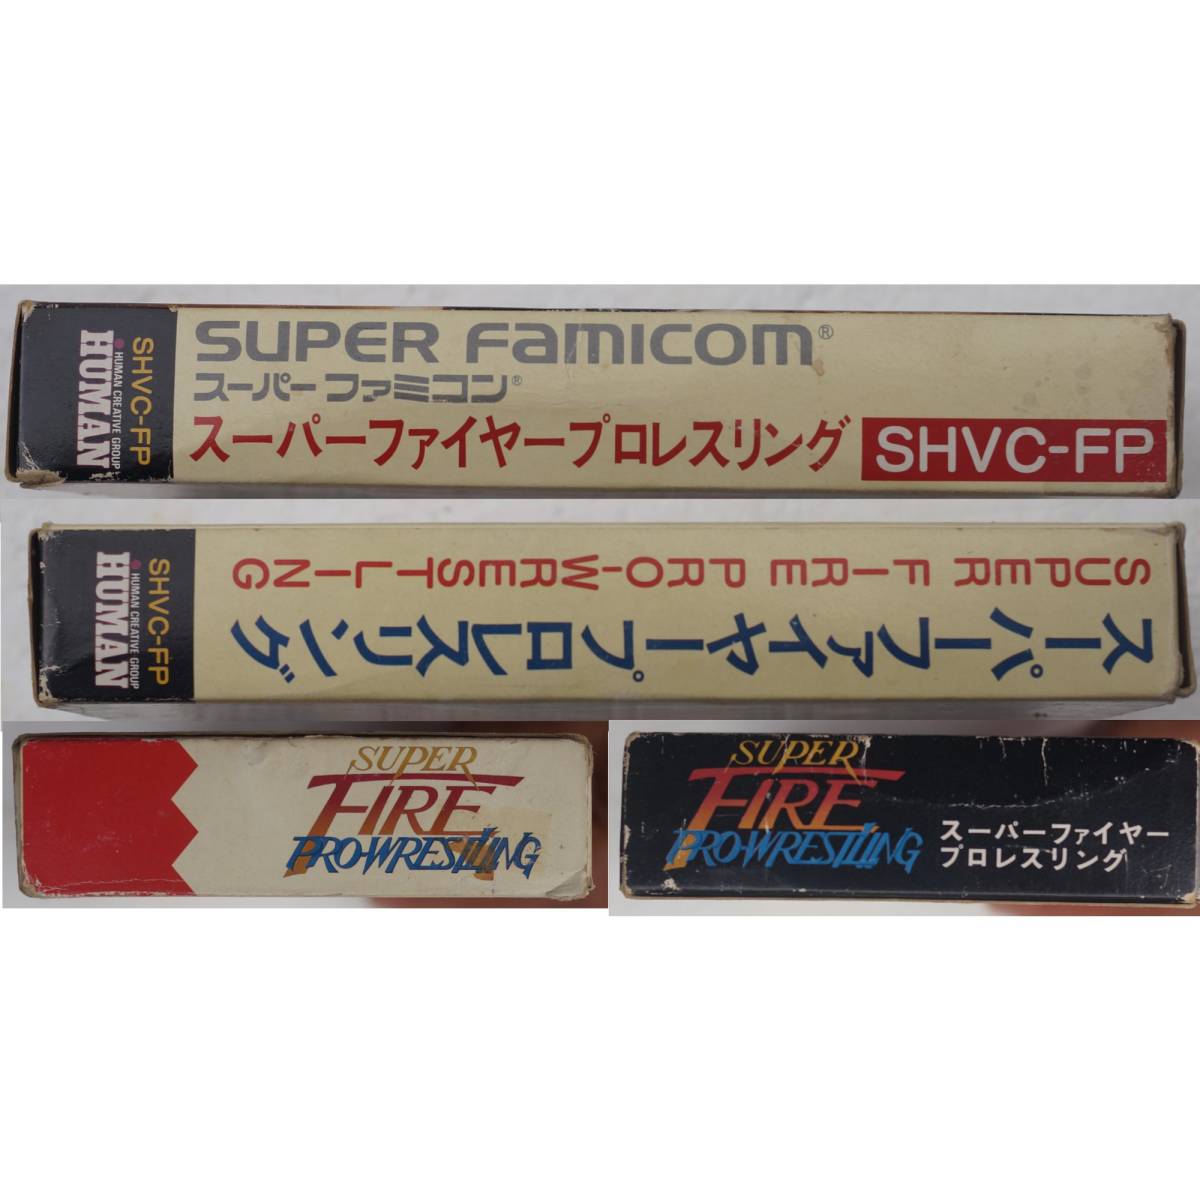 SHVC-FP
HUMAN CREATIVE GROUP
HUMAN
SUPER FAMICOM®
スーパーファミコン®
スーパーファイヤープロレスリング
SHVC-FP
SHVC-FP
HUMAN CREATIVE GROUP
HUMAN
SUPER FIRE PRO-WRESTLING
スーパーファイヤープロレスリング
SUPER
FIRE
PRO-WRESTLING
SUPER
FIRE
PRO-WRESTLING
スーパーファイヤー
プロレスリング